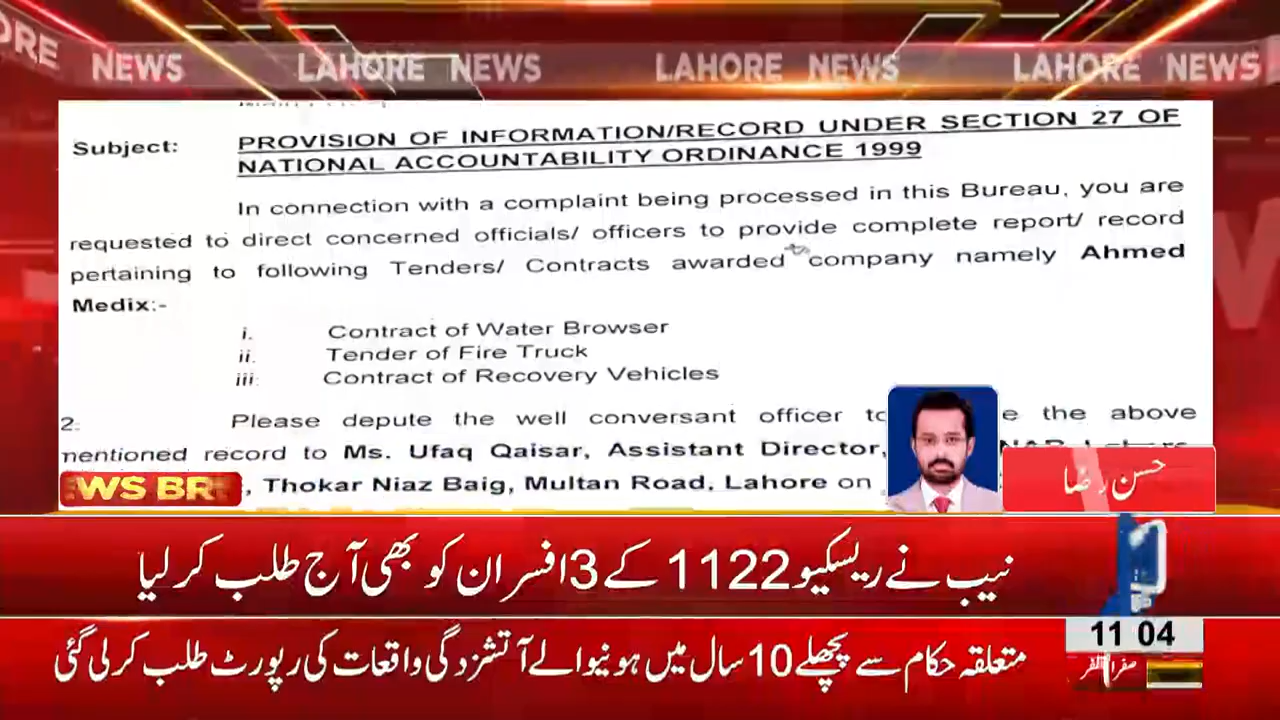 ORE NEWS LAHORE NEWS LAHORE NEWS LAHORE NEWS
Subject: PROVISION OF INFORMATION/RECORD UNDER SECTION 27 OF
NATIONAL ACCOUNTABILITY ORDINANCE 1999
In connection with a complaint being processed in this Bureau, you are
requested to direct concerned officials/ officers to provide complete report/ record
pertaining to following Tenders/ Contracts awarded company namely Ahmed
Medix:-
i. Contract of Water Browser
ii. Tender of Fire Truck
iii. Contract of Recovery Vehicles
2. Please depute the well conversant officer to the above
mentioned record to Ms. Ufaq Qaisar, Assistant Director, NAB Lahore
Thokar Niaz Baig, Multan Road, Lahore on
WS BR
حسن رضا
نیب نے ریسکیو 1122 کے 3 افسران کو بھی آج طلب کرلیا
متعلقہ حکام سے پچھلے 10 سال میں ہونیوالے آتشزدگی واقعات کی رپورٹ طلب کرلی گئی
11 04